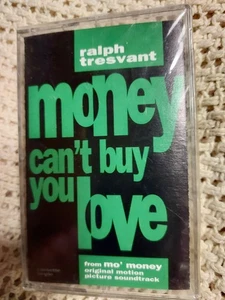 ralph
tresvant
money
can't buy
you
love
from mo' money
original motion
picture soundtrack